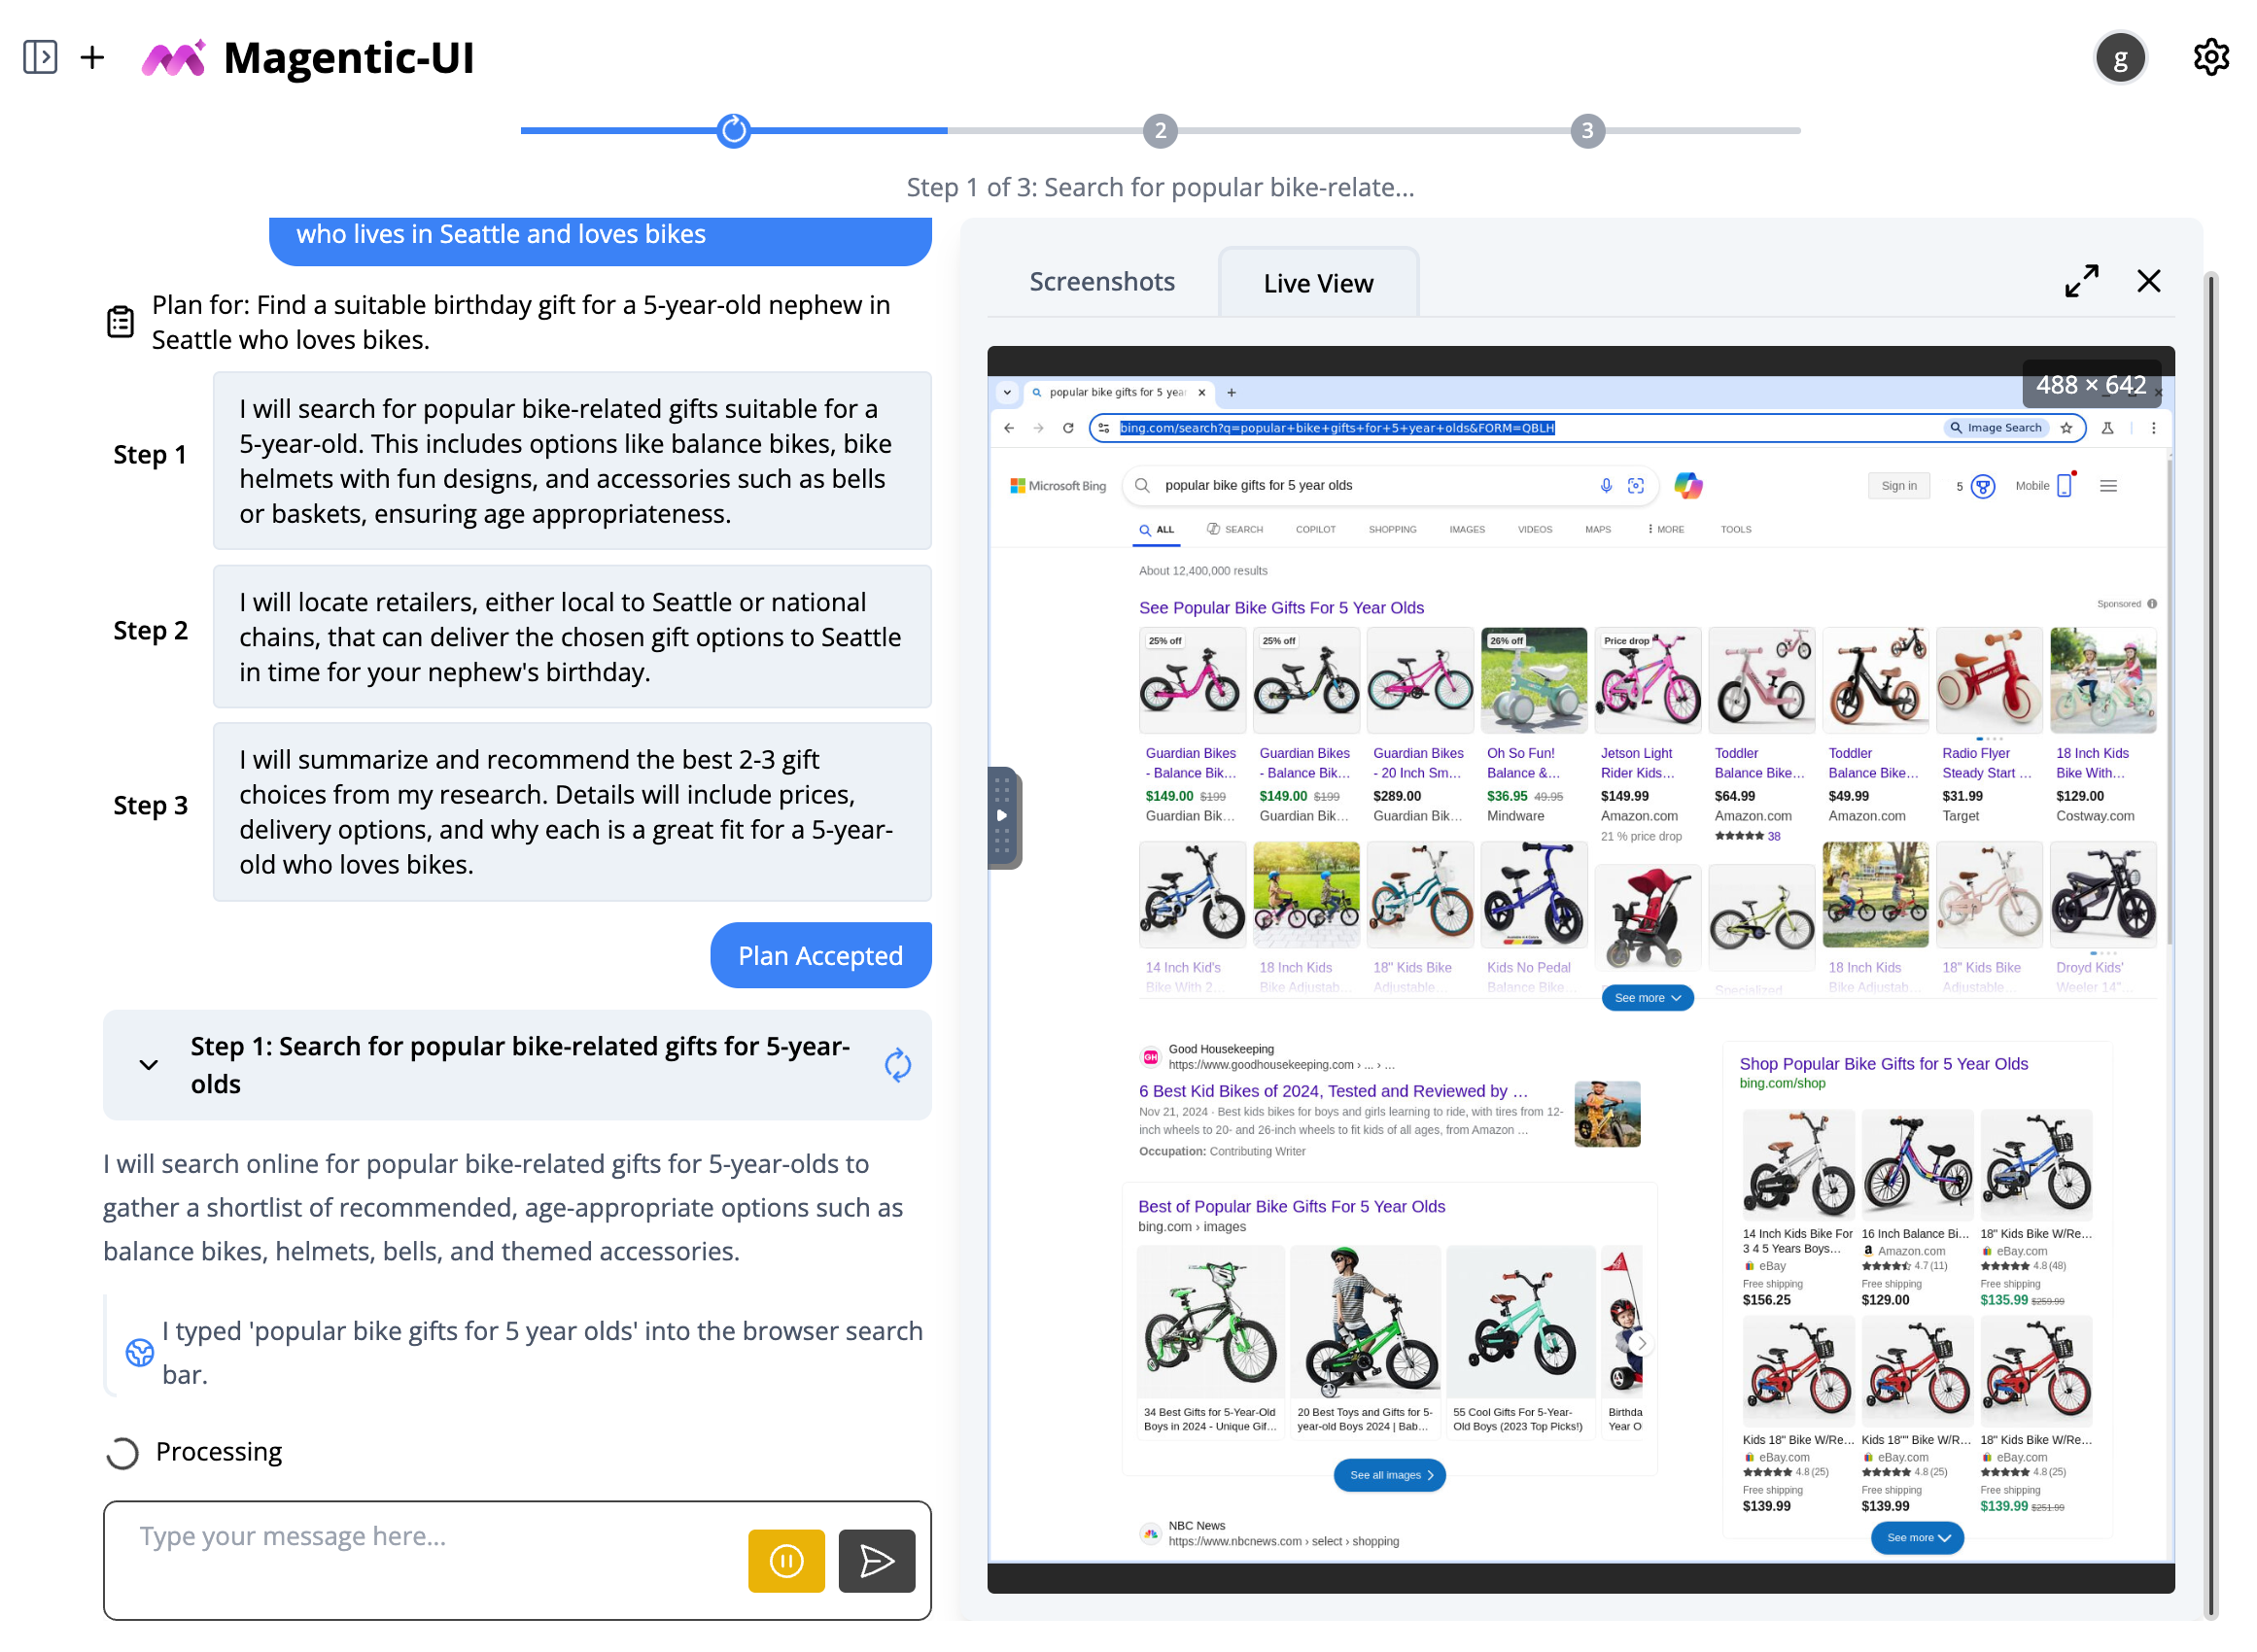 Magentic-UI
g
2
3
Step 1 of 3: Search for popular bike-relate...
who lives in Seattle and loves bikes
Plan for: Find a suitable birthday gift for a 5-year-old nephew in
Seattle who loves bikes.
Step 1
I will search for popular bike-related gifts suitable for a
5-year-old. This includes options like balance bikes, bike
helmets with fun designs, and accessories such as bells
or baskets, ensuring age appropriateness.
Step 2
I will locate retailers, either local to Seattle or national
chains, that can deliver the chosen gift options to Seattle
in time for your nephew's birthday.
Step 3
I will summarize and recommend the best 2-3 gift
choices from my research. Details will include prices,
delivery options, and why each is a great fit for a 5-year-
old who loves bikes.
Plan Accepted
Step 1: Search for popular bike-related gifts for 5-year-
olds
I will search online for popular bike-related gifts for 5-year-olds to
gather a shortlist of recommended, age-appropriate options such as
balance bikes, helmets, bells, and themed accessories.
I typed 'popular bike gifts for 5 year olds' into the browser search
bar.
Processing
Type your message here...
Screenshots
Live View
488 × 642
popular bike gifts for 5 year
bing.com/search?q=popular+bike+gifts+for+5+year+olds&FORM=QBLH
Image Search
Microsoft Bing
popular bike gifts for 5 year olds
Sign in
5
Mobile
ALL
SEARCH
COPILOT
SHOPPING
IMAGES
VIDEOS
MAPS
MORE
TOOLS
About 12,400,000 results
See Popular Bike Gifts For 5 Year Olds
Sponsored
25% off
25% off
26% off
Price drop
Guardian Bikes
- Balance Bik...
$149.00 $199
Guardian Bik...
Guardian Bikes
- Balance Bik...
$149.00 $199
Guardian Bik...
Guardian Bikes
- 20 Inch Sm...
$289.00
Guardian Bik...
Oh So Fun!
Balance &...
$36.95 49.95
Mindware
Jetson Light
Rider Kids...
$149.99
Amazon.com
21 % price drop
Toddler
Balance Bike...
$64.99
Amazon.com
38
Toddler
Balance Bike...
$49.99
Amazon.com
Radio Flyer
Steady Start ...
$31.99
Target
18 Inch Kids
Bike With...
$129.00
Costway.com
14 Inch Kid's
Bike With 2...
18 Inch Kids
Bike Adjustab...
18" Kids Bike
Adjustable...
Kids No Pedal
Balance Bike...
Specialized
18 Inch Kids
Bike Adjustab...
18" Kids Bike
Adjustable...
Droyd Kids'
Weeler 14"...
See more
Good Housekeeping
https://www.goodhousekeeping.com › ... › ...
6 Best Kid Bikes of 2024, Tested and Reviewed by ...
Nov 21, 2024 · Best kids bikes for boys and girls learning to ride, with tires from 12-
inch wheels to 20- and 26-inch wheels to fit kids of all ages, from Amazon ...
Occupation: Contributing Writer
Best of Popular Bike Gifts For 5 Year Olds
bing.com › images
34 Best Gifts for 5-Year-Old
Boys in 2024 - Unique Gif...
20 Best Toys and Gifts for 5-
year-old Boys 2024 | Bab...
55 Cool Gifts For 5-Year-
Old Boys (2023 Top Picks!)
Birthda
Year O
See all images
NBC News
https://www.nbcnews.com › select › shopping
Shop Popular Bike Gifts for 5 Year Olds
bing.com/shop
14 Inch Kids Bike For
3 4 5 Years Boys...
eBay
Free shipping
$156.25
16 Inch Balance Bi...
Amazon.com
4.7 (11)
Free shipping
$129.00
18" Kids Bike W/Re...
eBay.com
4.8 (48)
Free shipping
$135.99 $259.99
Kids 18" Bike W/Re...
eBay.com
4.8 (25)
Free shipping
$139.99
Kids 18"" Bike W/R...
eBay.com
4.8 (25)
Free shipping
$139.99
18" Kids Bike W/Re...
eBay.com
4.8 (25)
Free shipping
$139.99 $251.99
See more